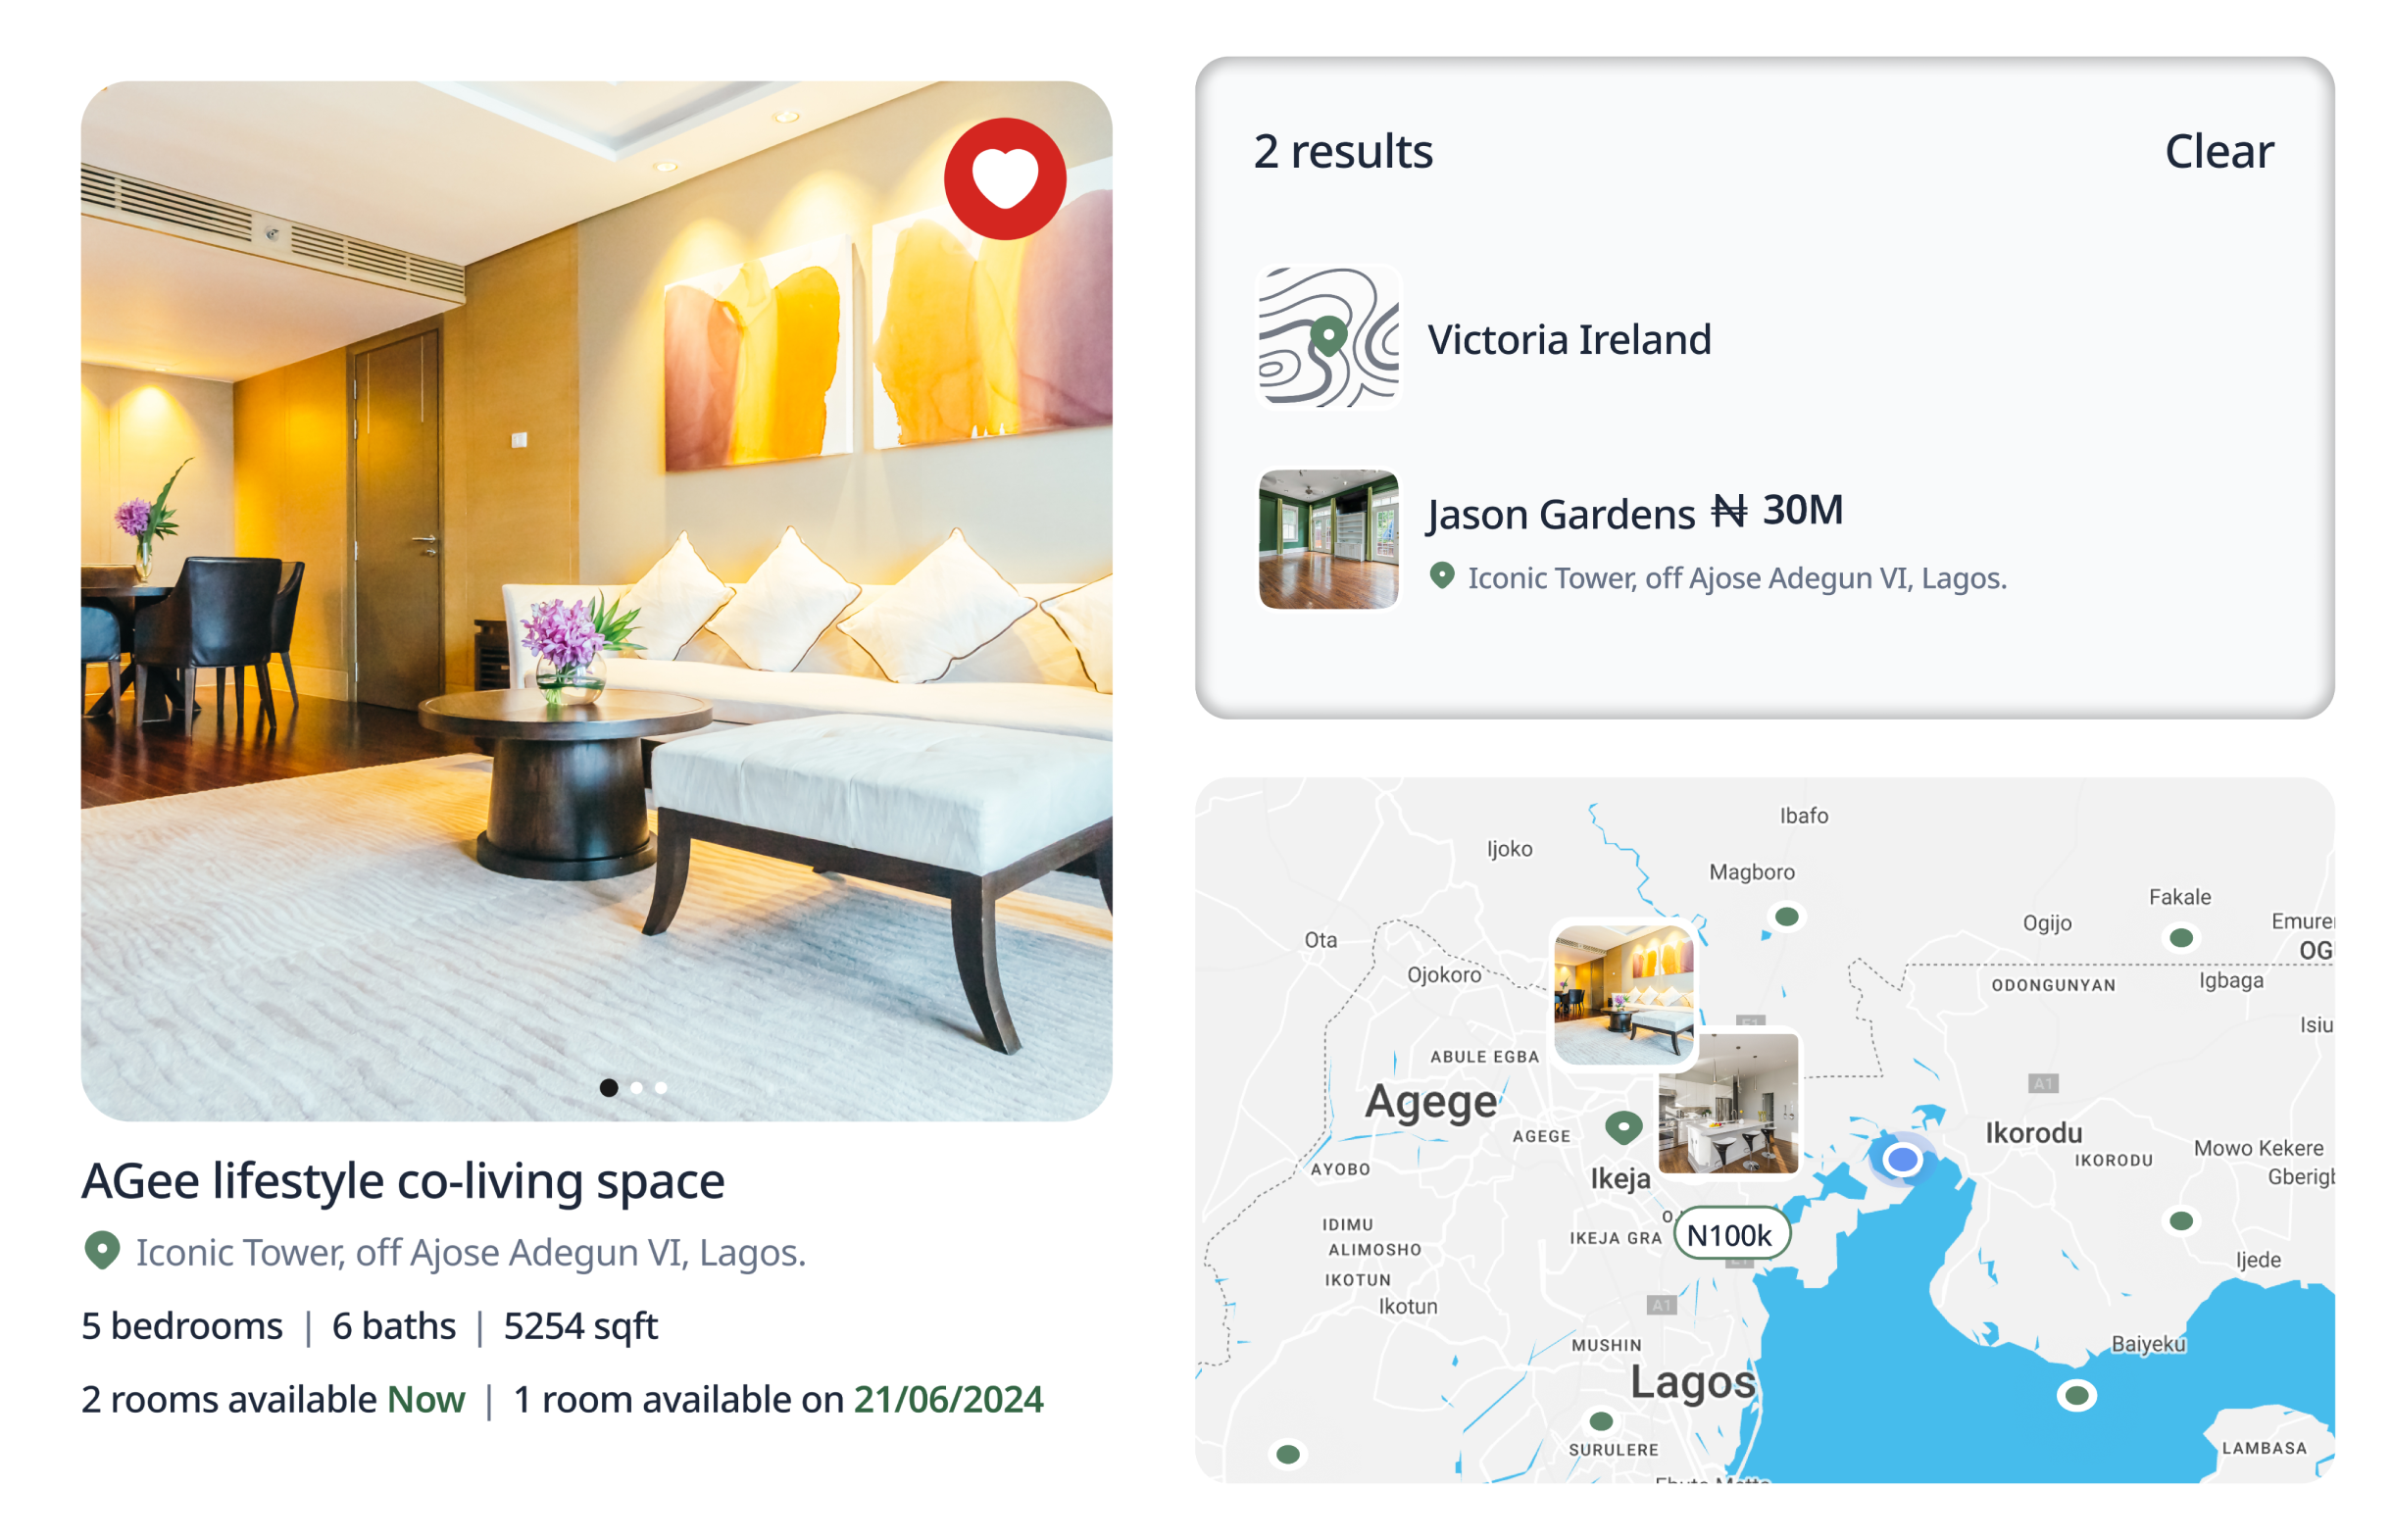 AGee lifestyle co-living space
Iconic Tower, off Ajose Adegun VI, Lagos.
5 bedrooms | 6 baths | 5254 sqft
2 rooms available Now | 1 room available on 21/06/2024
2 results
Clear
Victoria Ireland
Jason Gardens ₦ 30M
Iconic Tower, off Ajose Adegun VI, Lagos.
Ibafo
Ijoko
Magboro
Fakale
Ota
Ogijo
Emure
OG
Ojokoro
ODONGUNYAN
Igbaga
Isiu
ABULE EGBA
Agege
A1
AGEGE
Ikorodu
AYOBO
IKORODU
Mowo Kekere
Ikeja
Gberigb
IDIMU
IKEJA GRA
N100k
ALIMOSHO
Ijede
IKOTUN
Ikotun
A1
MUSHIN
Baiyeku
Lagos
SURULERE
LAMBASA